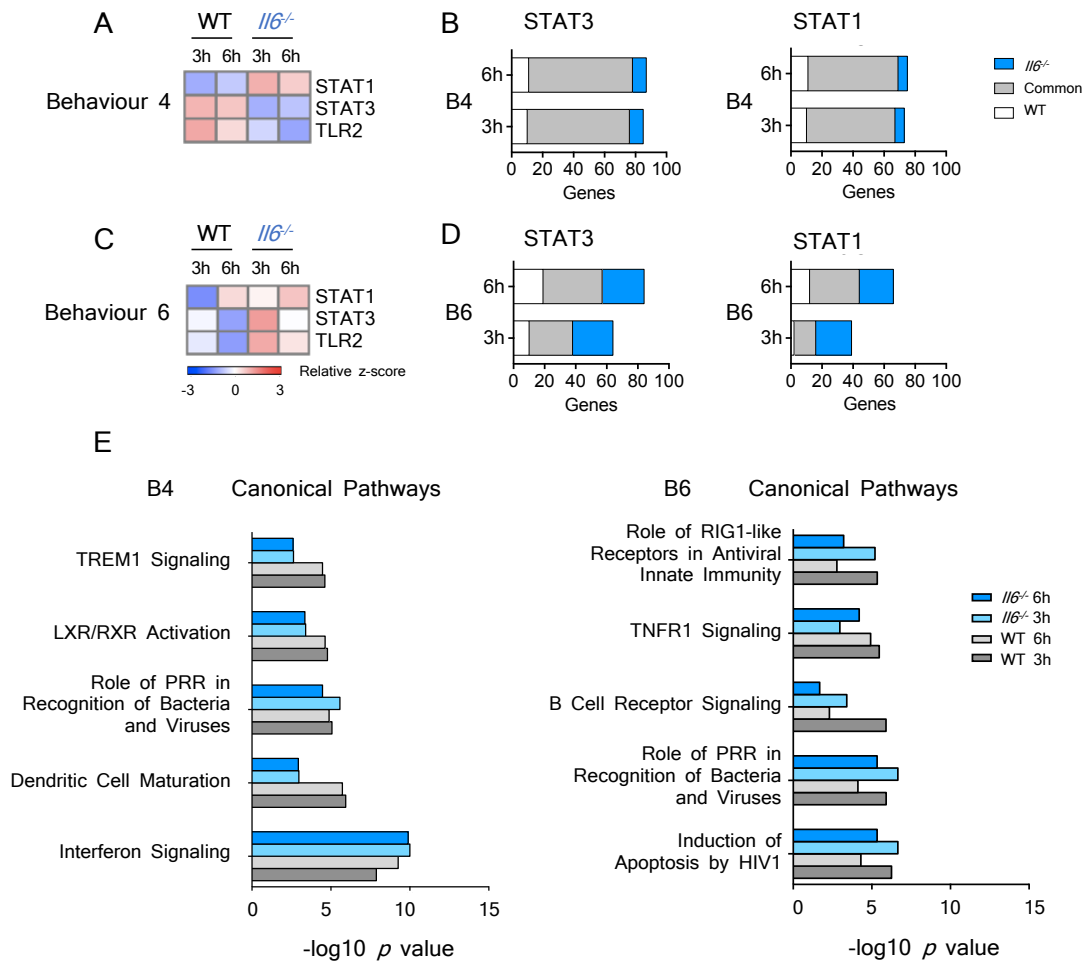 A
WT
Il6-/-
3h 6h 3h 6h
Behaviour 4
STAT1
STAT3
TLR2
B
STAT3
STAT1
B4
6h
3h
0 20 40 60 80 100
Genes
B4
6h
3h
0 20 40 60 80 100
Genes
Il6-/-
Common
WT
C
WT
Il6-/-
3h 6h 3h 6h
Behaviour 6
STAT1
STAT3
TLR2
-3 0 3
Relative z-score
D
STAT3
STAT1
B6
6h
3h
0 20 40 60 80 100
Genes
B6
6h
3h
0 20 40 60 80 100
Genes
E
B4 Canonical Pathways
TREM1 Signaling
LXR/RXR Activation
Role of PRR in
Recognition of Bacteria
and Viruses
Dendritic Cell Maturation
Interferon Signaling
0 5 10 15
-log10 p value
B6 Canonical Pathways
Role of RIG1-like
Receptors in Antiviral
Innate Immunity
TNFR1 Signaling
B Cell Receptor Signaling
Role of PRR in
Recognition of Bacteria
and Viruses
Induction of
Apoptosis by HIV1
0 5 10 15
-log10 p value
Il6-/- 6h
Il6-/- 3h
WT 6h
WT 3h